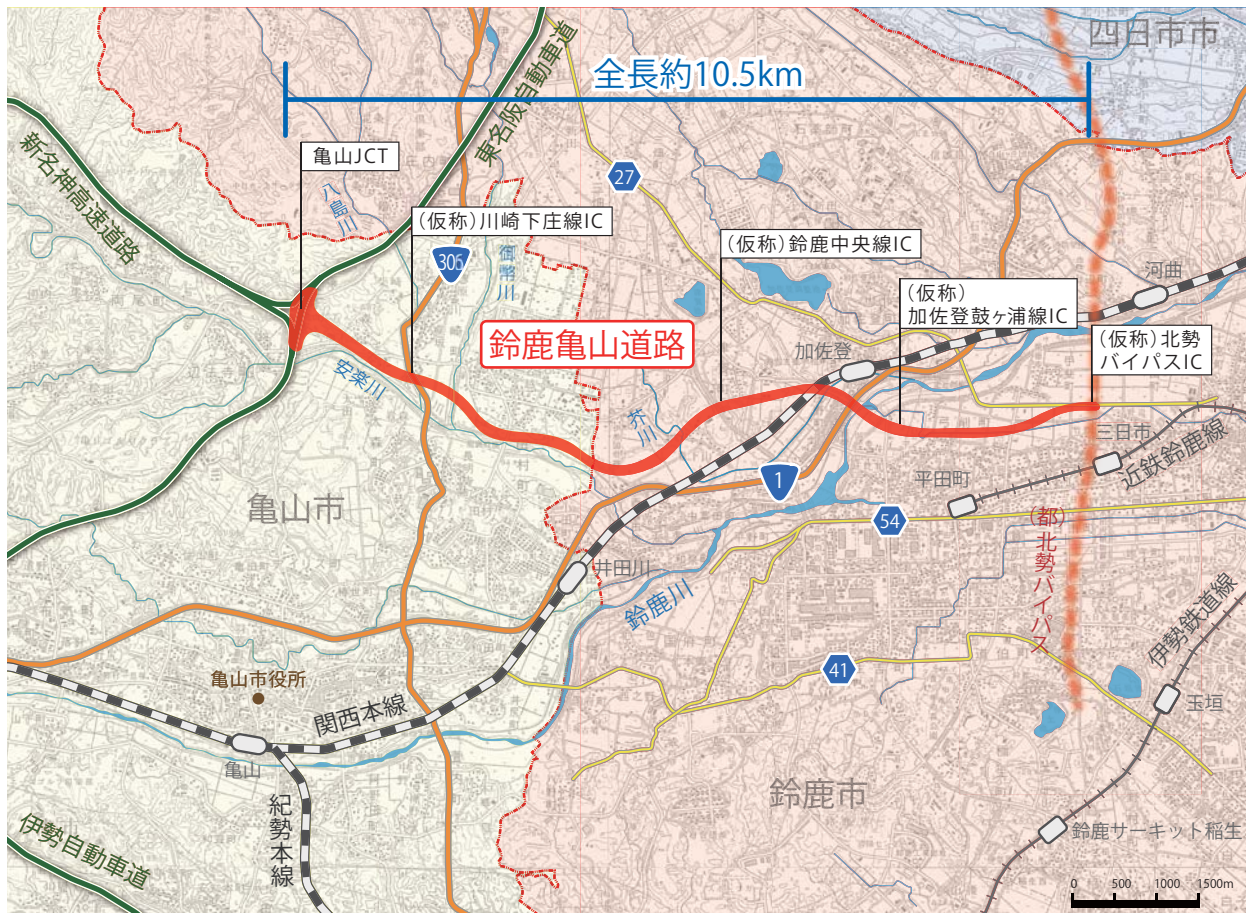 四日市市
全長約10.5km
東名阪自動車道
新名神高速道路
亀山JCT
八島川
27
(仮称)川崎下庄線IC
306
御幣川
(仮称)鈴鹿中央線IC
河曲
(仮称)
加佐登鼓ヶ浦線IC
鈴鹿亀山道路
加佐登
(仮称)北勢
バイパスIC
安楽川
芥川
三日市
近鉄鈴鹿線
平田町
1
亀山市
54
(都)北勢バイパス
井田川
鈴鹿川
伊勢鉄道線
亀山市役所
41
玉垣
関西本線
亀山
鈴鹿市
紀勢本線
伊勢自動車道
鈴鹿サーキット稲生
0 500 1000 1500m